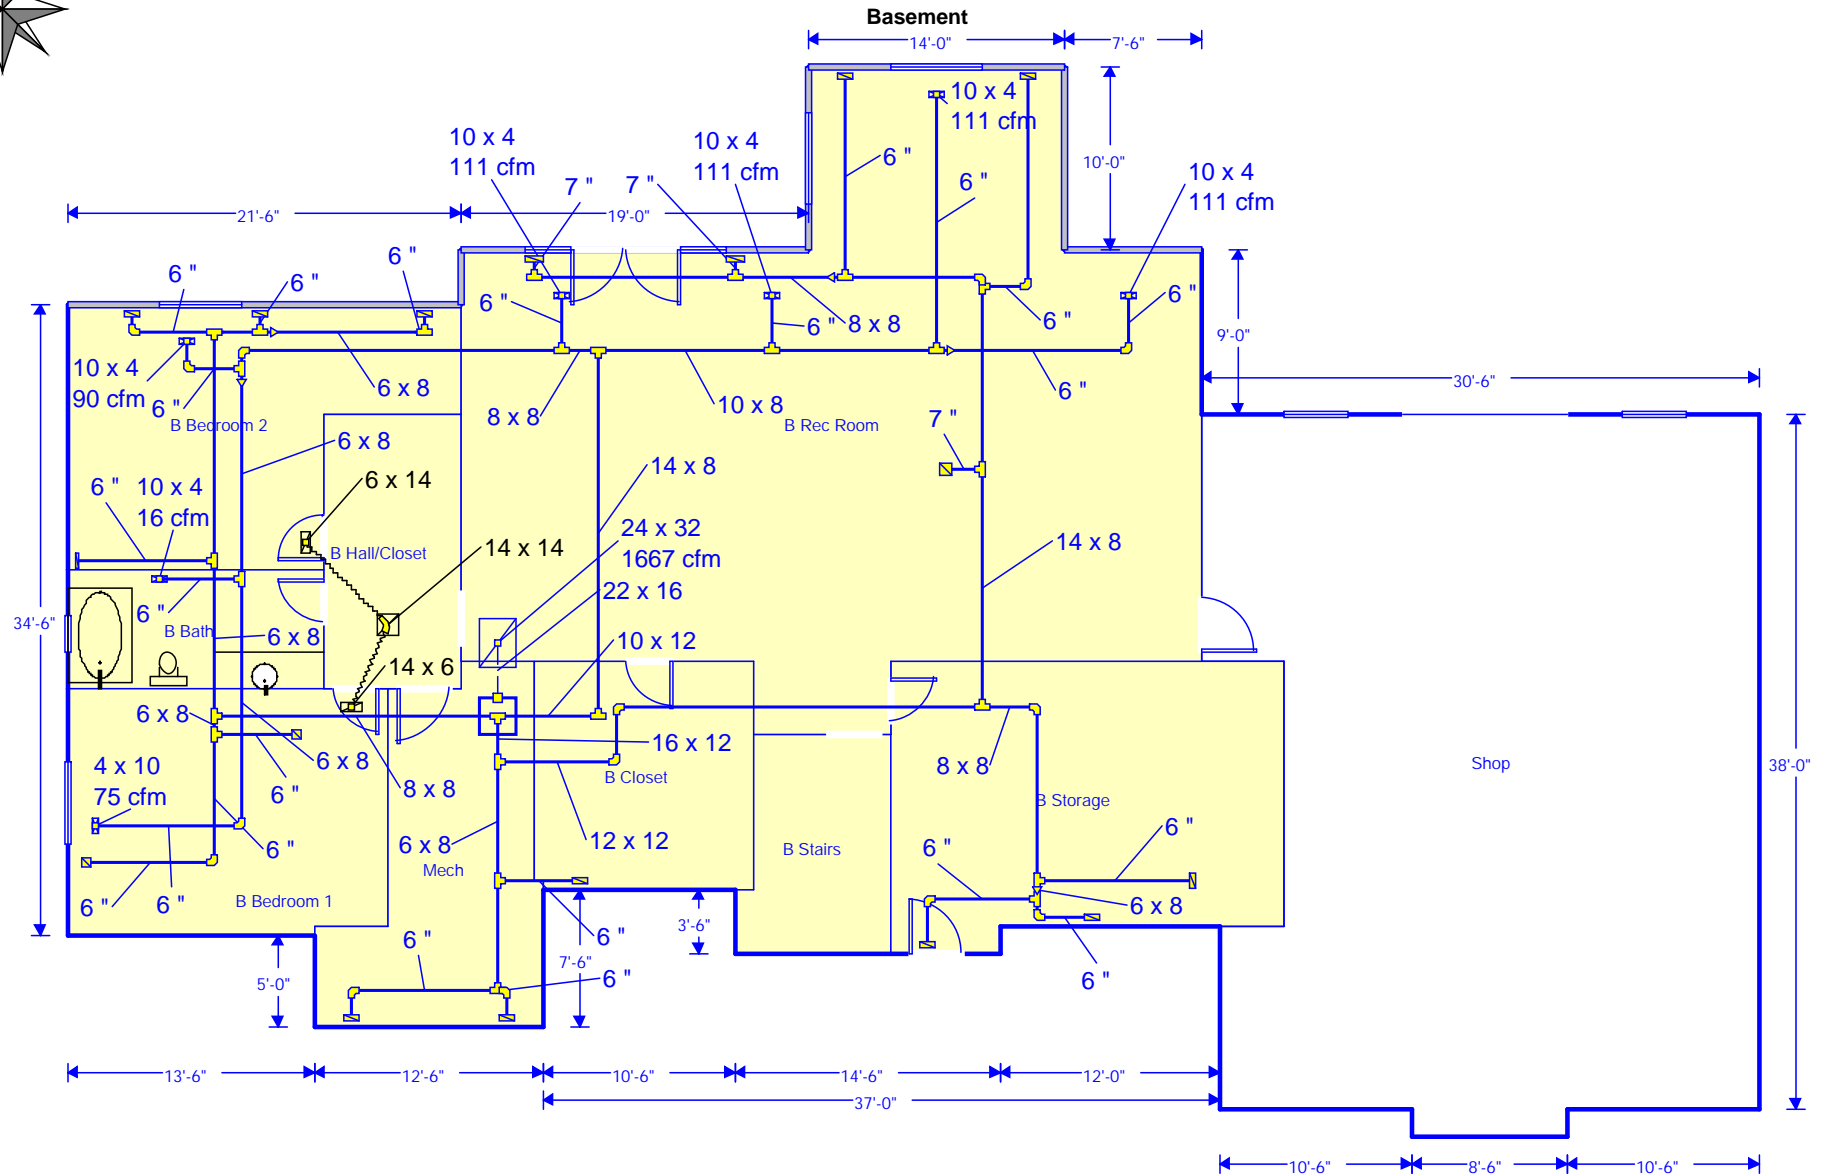 Basement
14'-0"
7'-6"
10 x 4
111 cfm
10 x 4
111 cfm
10 x 4
111 cfm
6 "
10'-0"
10 x 4
111 cfm
7 "
7 "
6 "
21'-6"
19'-0"
6 "
6 "
6 "
6 "
6 "
6 "
8 x 8
6 "
6 "
9'-0"
10 x 4
90 cfm
6 "
6 x 8
8 x 8
10 x 8
6 "
30'-6"
B Bedroom 2
B Rec Room
7 "
6 x 8
6 x 14
14 x 8
6 "
10 x 4
16 cfm
24 x 32
1667 cfm
14 x 14
B Hall/Closet
14 x 8
22 x 16
34'-6"
6 "
B Bath
6 x 8
10 x 12
14 x 6
6 x 8
16 x 12
6 x 8
8 x 8
4 x 10
75 cfm
6 "
B Closet
8 x 8
Shop
38'-0"
B Storage
6 x 8
12 x 12
6 "
6 "
6 "
B Stairs
Mech
6 "
6 "
B Bedroom 1
6 x 8
3'-6"
6 "
6 "
7'-6"
6 "
6 "
5'-0"
13'-6"
12'-6"
10'-6"
14'-6"
12'-0"
37'-0"
10'-6"
8'-6"
10'-6"